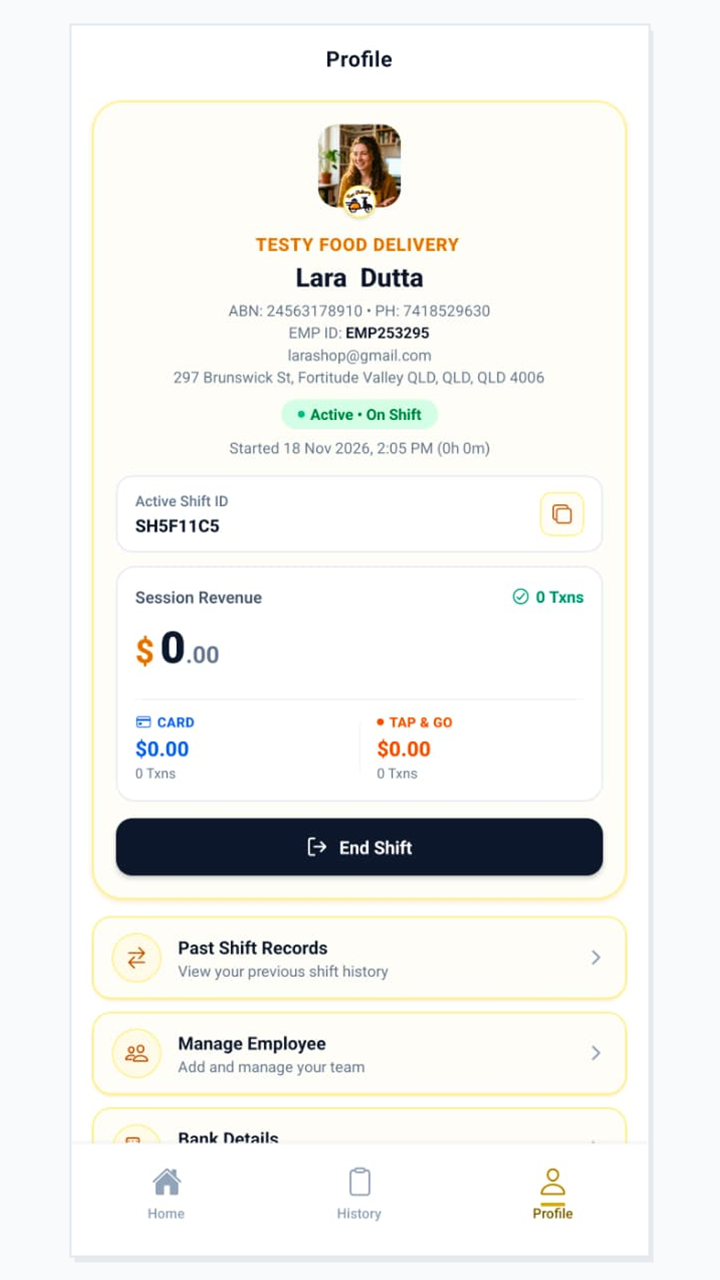 Profile
TESTY FOOD DELIVERY
Lara Dutta
ABN: 24563178910 • PH: 7418529630
EMP ID: EMP253295
larashop@gmail.com
297 Brunswick St, Fortitude Valley QLD, QLD, QLD 4006
• Active • On Shift
Started 18 Nov 2026, 2:05 PM (0h 0m)
Active Shift ID
SH5F11C5
Session Revenue
0 Txns
$ 0.00
CARD
$0.00
0 Txns
• TAP & GO
$0.00
0 Txns
End Shift
Past Shift Records
View your previous shift history
Manage Employee
Add and manage your team
Bank Details
Home
History
Profile